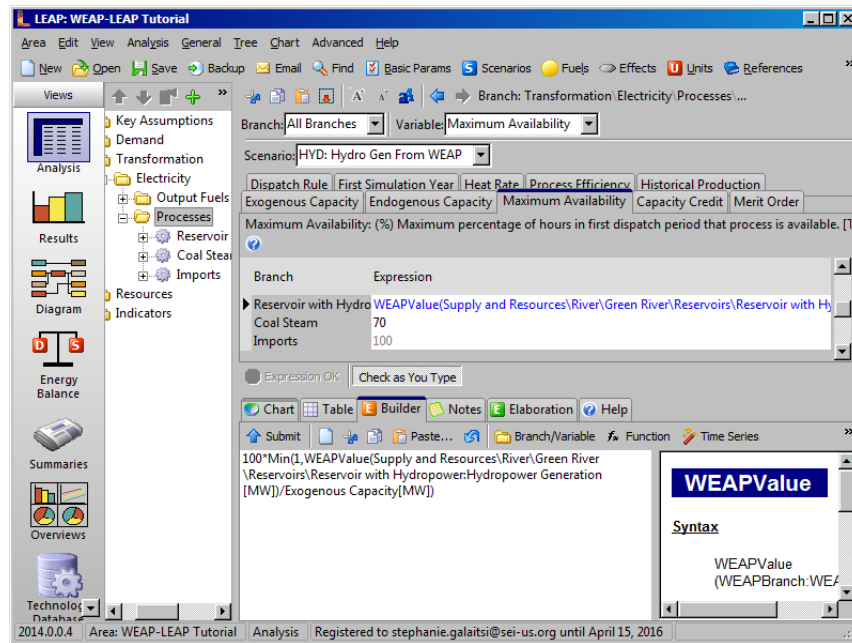 LEAP: WEAP-LEAP Tutorial
Area Edit View Analysis General Tree Chart Advanced Help
New Open Save Backup Email Find Basic Params Scenarios Fuels Effects Units References »
Views » Branch: Transformation\Electricity\Processes\...
Branch: All Branches Variable: Maximum Availability
Scenario: HYD: Hydro Gen From WEAP
Analysis
Results
Diagram
Energy
Balance
Summaries
Overviews
Technolog
Database
Key Assumptions
Demand
Transformation
Electricity
Output Fuels
Processes
Reservoir
Coal Stear
Imports
Resources
Indicators
Dispatch Rule First Simulation Year Heat Rate Process Efficiency Historical Production
Exogenous Capacity Endogenous Capacity Maximum Availability Capacity Credit Merit Order
Maximum Availability: (%) Maximum percentage of hours in first dispatch period that process is available. [T
Branch Expression
Reservoir with Hydro WEAPValue(Supply and Resources\River\Green River\Reservoirs\Reservoir with Hy
Coal Steam 70
Imports 100
Expression OK Check as You Type
Chart Table Builder Notes Elaboration Help
Submit Paste... Branch/Variable fx Function Time Series »
100*Min(1,WEAPValue(Supply and Resources\River\Green River
\Reservoirs\Reservoir with Hydropower:Hydropower Generation
[MW])/Exogenous Capacity[MW])
WEAPValue
Syntax
WEAPValue
(WEAPBranch:WEA
2014.0.0.4 Area: WEAP-LEAP Tutorial Analysis Registered to stephanie.galaitsi@sei-us.org until April 15, 2016